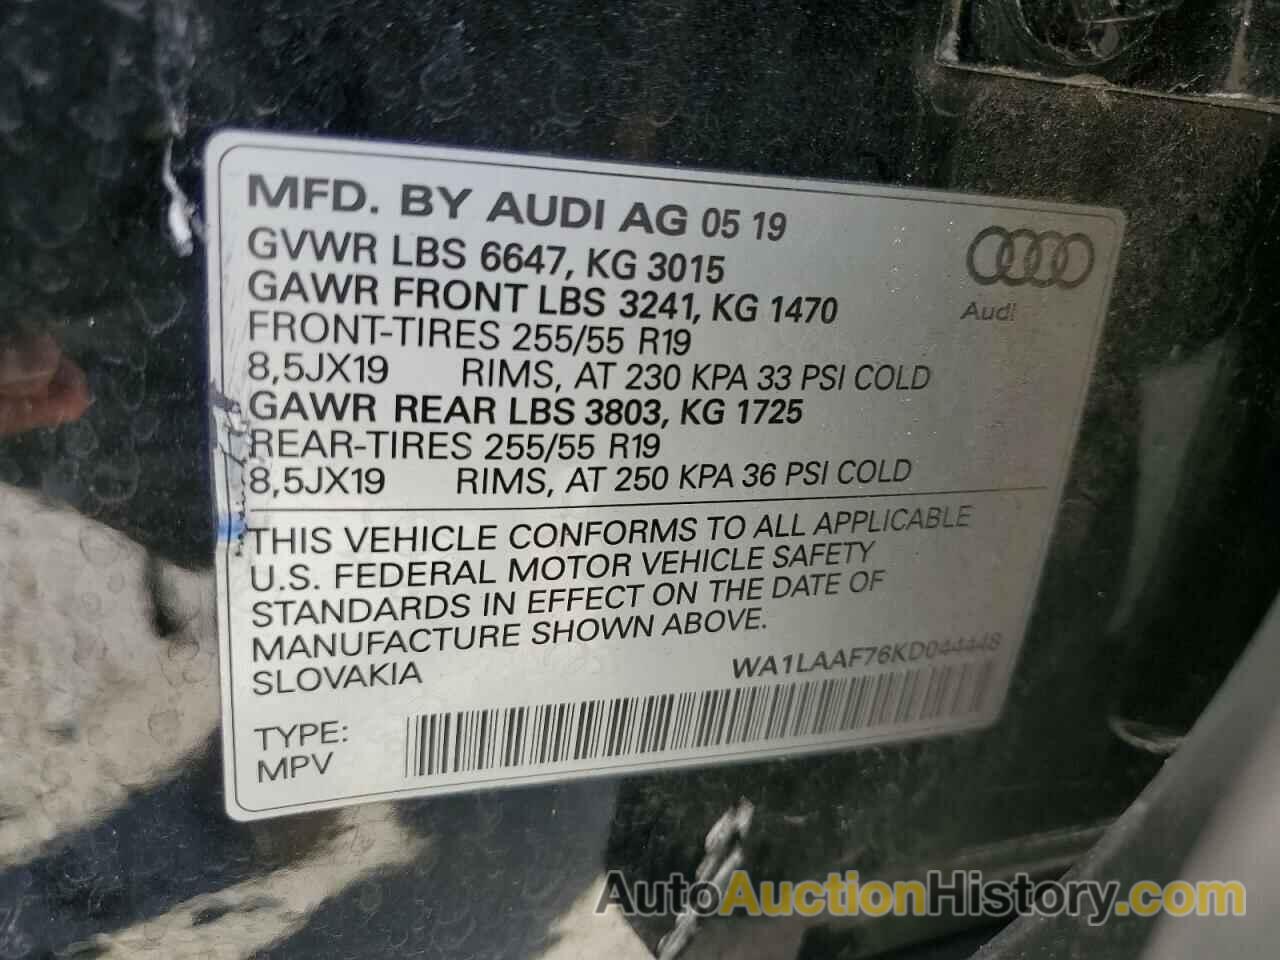 MFD. BY AUDI AG 05 19
GVWR LBS 6647, KG 3015
GAWR FRONT LBS 3241, KG 1470
FRONT-TIRES 255/55 R19
8,5JX19 RIMS, AT 230 KPA 33 PSI COLD
GAWR REAR LBS 3803, KG 1725
REAR-TIRES 255/55 R19
8,5JX19 RIMS, AT 250 KPA 36 PSI COLD
Audi
THIS VEHICLE CONFORMS TO ALL APPLICABLE
U.S. FEDERAL MOTOR VEHICLE SAFETY
STANDARDS IN EFFECT ON THE DATE OF
MANUFACTURE SHOWN ABOVE.
SLOVAKIA
WA1LAAF76KD044448
TYPE:
MPV
AutoAuctionHistory.com